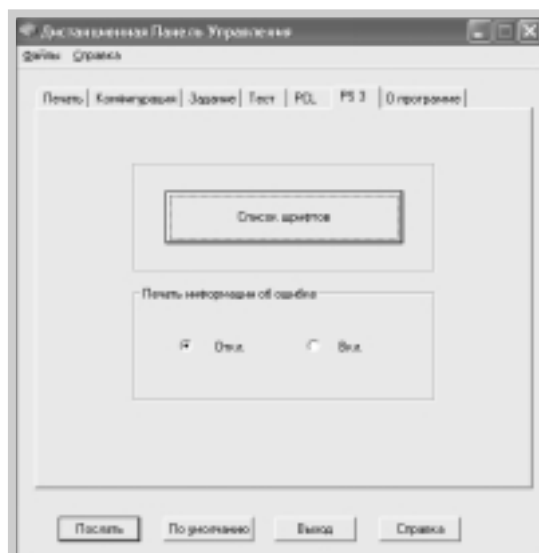 Дистанционная Панель Управления
Файлы Справка
Печать Конфигурация Задание Тест PCL PS 3 О программе
Список шрифтов
Печать информации об ошибке
Откл. Вкл.
Послать По умолчанию Выход Справка